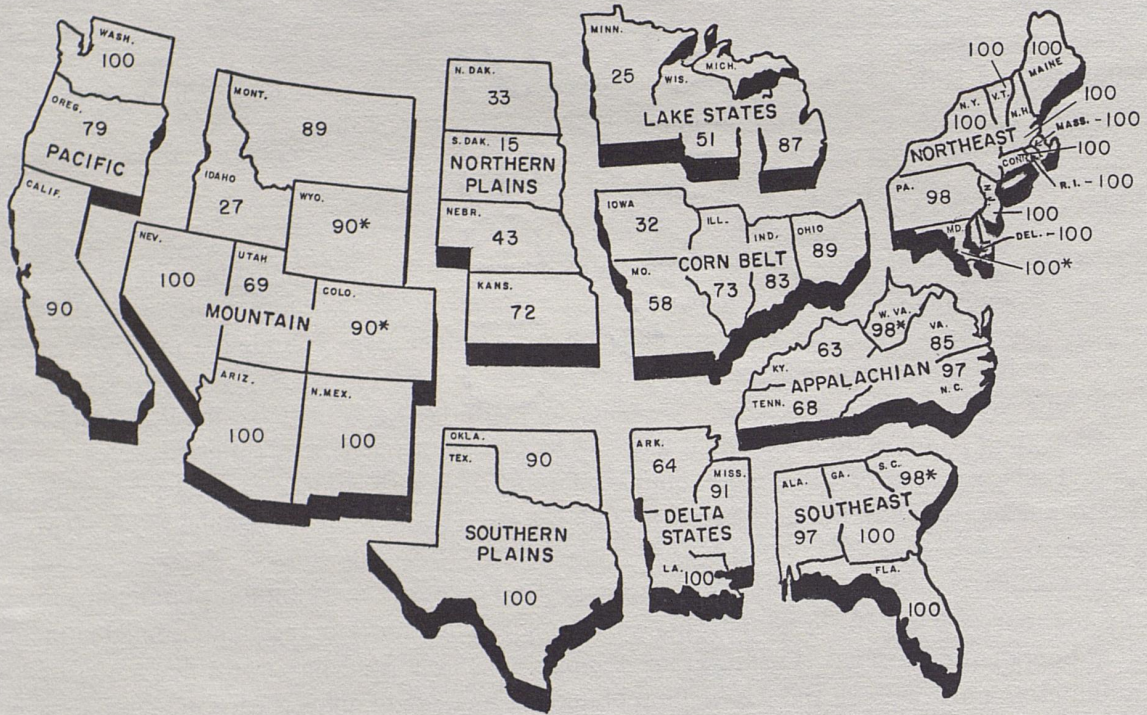 WASH.
100
OREG.
79
PACIFIC
CALIF.
90
MONT.
89
IDAHO
27
WYO.
90*
NEV.
100
UTAH
69
COLO.
90*
MOUNTAIN
ARIZ.
100
N.MEX.
100
N. DAK.
33
S. DAK. 15
NORTHERN
PLAINS
NEBR.
43
KANS.
72
OKLA.
90
TEX.
SOUTHERN
PLAINS
100
MINN.
25
WIS.
MICH.
LAKE STATES
51
87
IOWA
32
ILL.
IND.
OHIO
89
CORN BELT
MO.
58
73
83
ARK.
64
MISS.
91
DELTA
STATES
LA.
100
100
100
MAINE
N.Y.
V.T.
N.H.
100
100
NORTHEAST
MASS. - 100
CONN.
100
R.I. - 100
PA.
98
N.J.
100
MD.
DEL. - 100
100*
W. VA.
98*
VA.
85
63
KY.
APPALACHIAN
97
N.C.
TENN. 68
ALA.
GA.
S.C.
98*
SOUTHEAST
97
100
FLA.
100